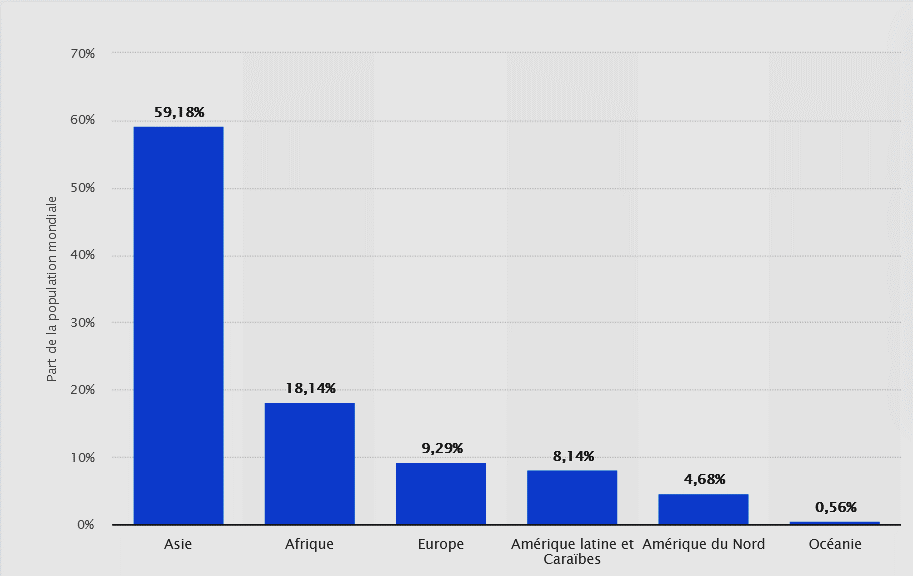 70%
60%
50%
40%
30%
20%
10%
0%
Part de la population mondiale
59,18%
18,14%
9,29%
8,14%
4,68%
0,56%
Asie
Afrique
Europe
Amérique latine et
Caraïbes
Amérique du Nord
Océanie